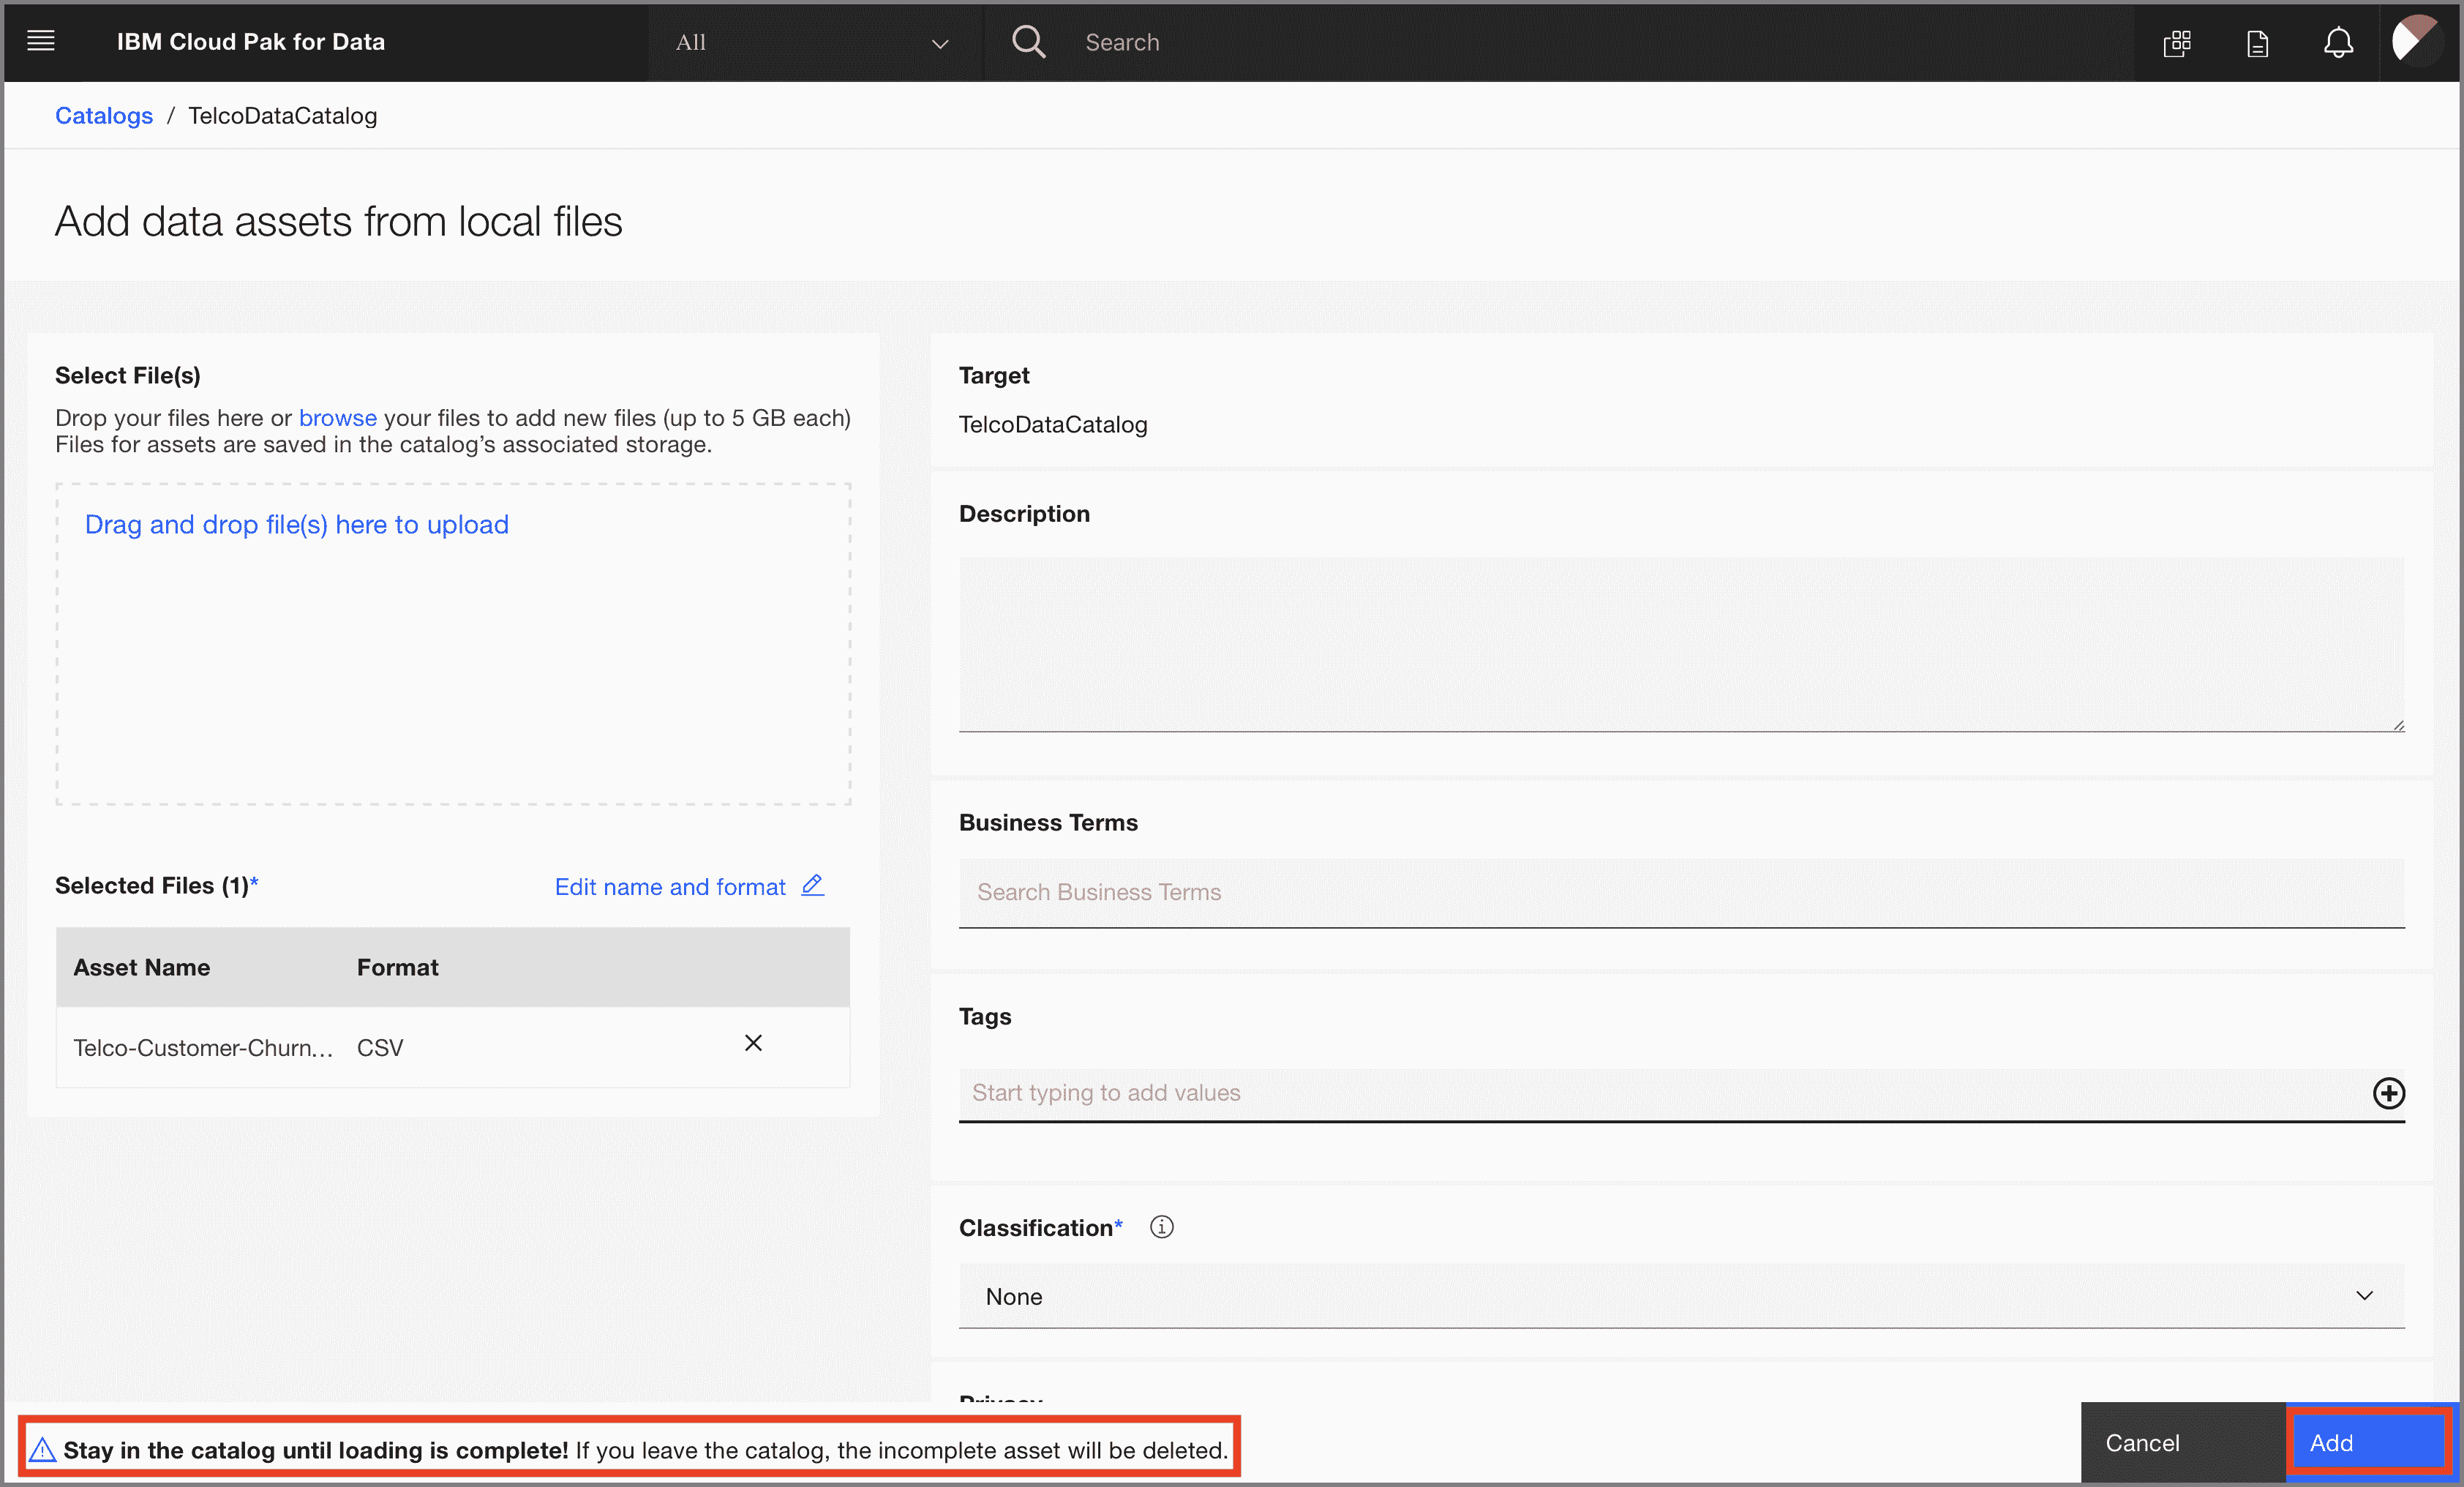 IBM Cloud Pak for Data
All
Search
Catalogs / TelcoDataCatalog
Add data assets from local files
Select File(s)
Drop your files here or browse your files to add new files (up to 5 GB each)
Files for assets are saved in the catalog's associated storage.
Drag and drop file(s) here to upload
Selected Files (1)*
Edit name and format
Asset Name Format
Telco-Customer-Churn... CSV
Target
TelcoDataCatalog
Description
Business Terms
Search Business Terms
Tags
Start typing to add values
Classification*
None
Privacy
Stay in the catalog until loading is complete! If you leave the catalog, the incomplete asset will be deleted.
Cancel
Add